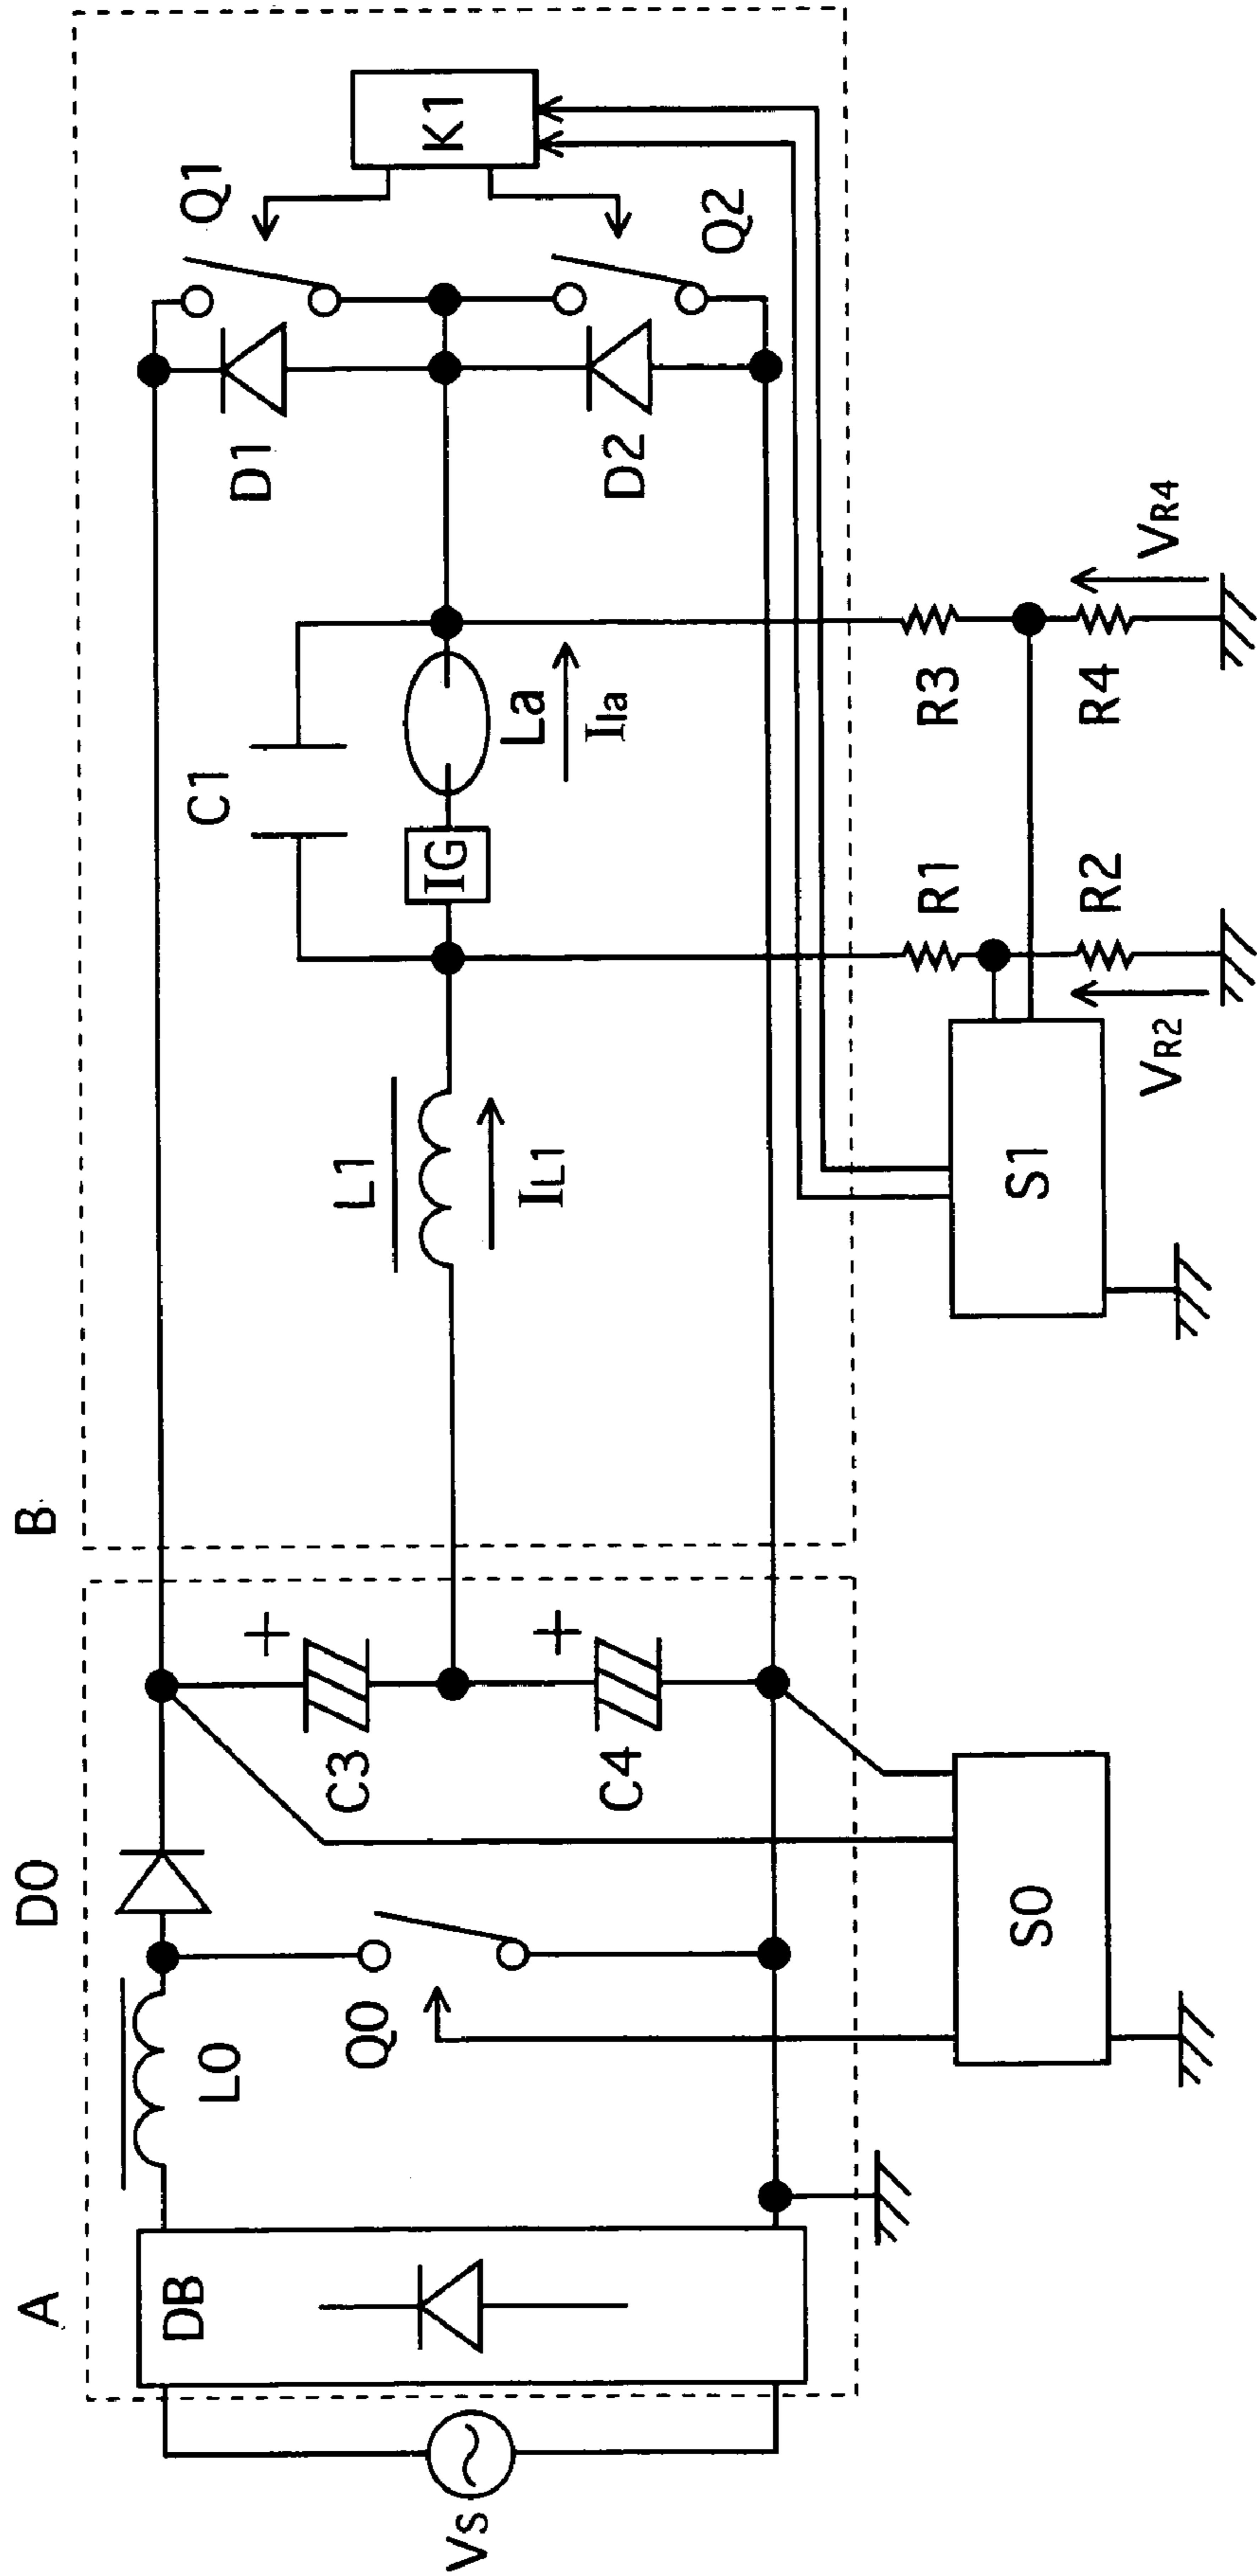 A
B
Vs
DB
L0
D0
Q0
C3
+
C4
+
S0
L1
IL1
C1
IG
La
Ila
D1
D2
Q1
Q2
K1
R1
R2
R3
R4
VR2
VR4
S1